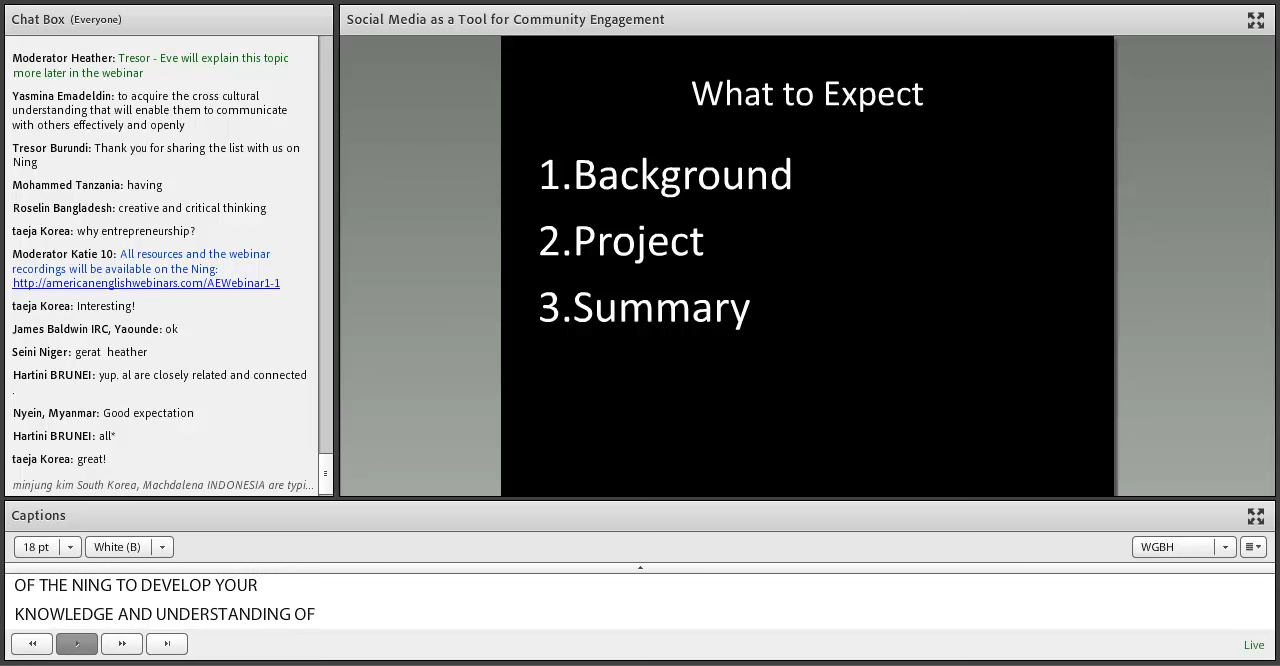 Chat Box (Everyone)
Moderator Heather: Tresor - Eve will explain this topic
more later in the webinar
Yasmina Emadeldin: to acquire the cross cultural
understanding that will enable them to communicate
with others effectively and openly
Tresor Burundi: Thank you for sharing the list with us on
Ning
Mohammed Tanzania: having
Roselin Bangladesh: creative and critical thinking
taeja Korea: why entrepreneurship?
Moderator Katie 10: All resources and the webinar
recordings will be available on the Ning:
http://americanenglishwebinars.com/AEWebinar1-1
taeja Korea: Interesting!
James Baldwin IRC, Yaounde: ok
Seini Niger: gerat heather
Hartini BRUNEI: yup. al are closely related and connected
.
Nyein, Myanmar: Good expectation
Hartini BRUNEI: all*
taeja Korea: great!
minjung kim South Korea, Machdalena INDONESIA are typi...
Social Media as a Tool for Community Engagement
What to Expect
1.Background
2.Project
3.Summary
Captions
18 pt White (B) WGBH
OF THE NING TO DEVELOP YOUR
KNOWLEDGE AND UNDERSTANDING OF
Live